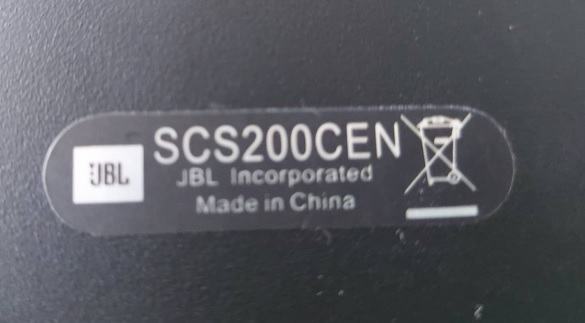 JBL
SCS200CEN
JBL Incorporated
Made in China